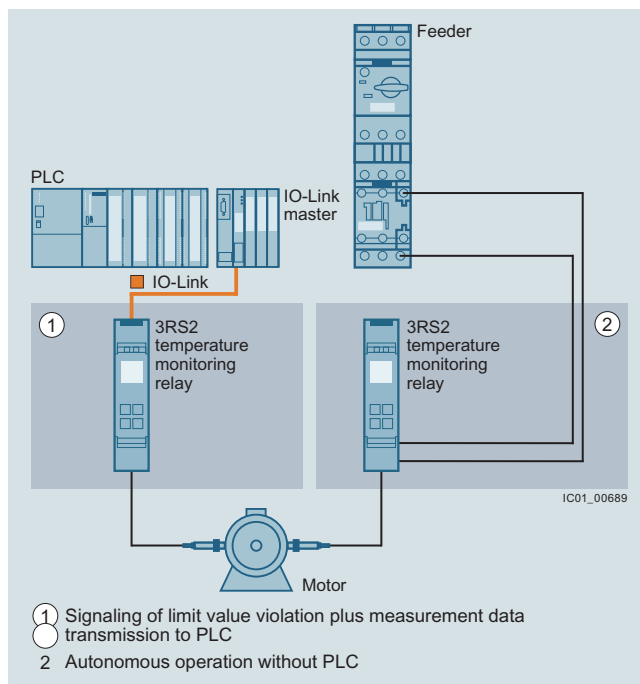 Feeder
PLC
IO-Link
master
IO-Link
1
3RS2
temperature
monitoring
relay
3RS2
temperature
monitoring
relay
2
IC01_00689
Motor
1 Signaling of limit value violation plus measurement data
transmission to PLC
2 Autonomous operation without PLC